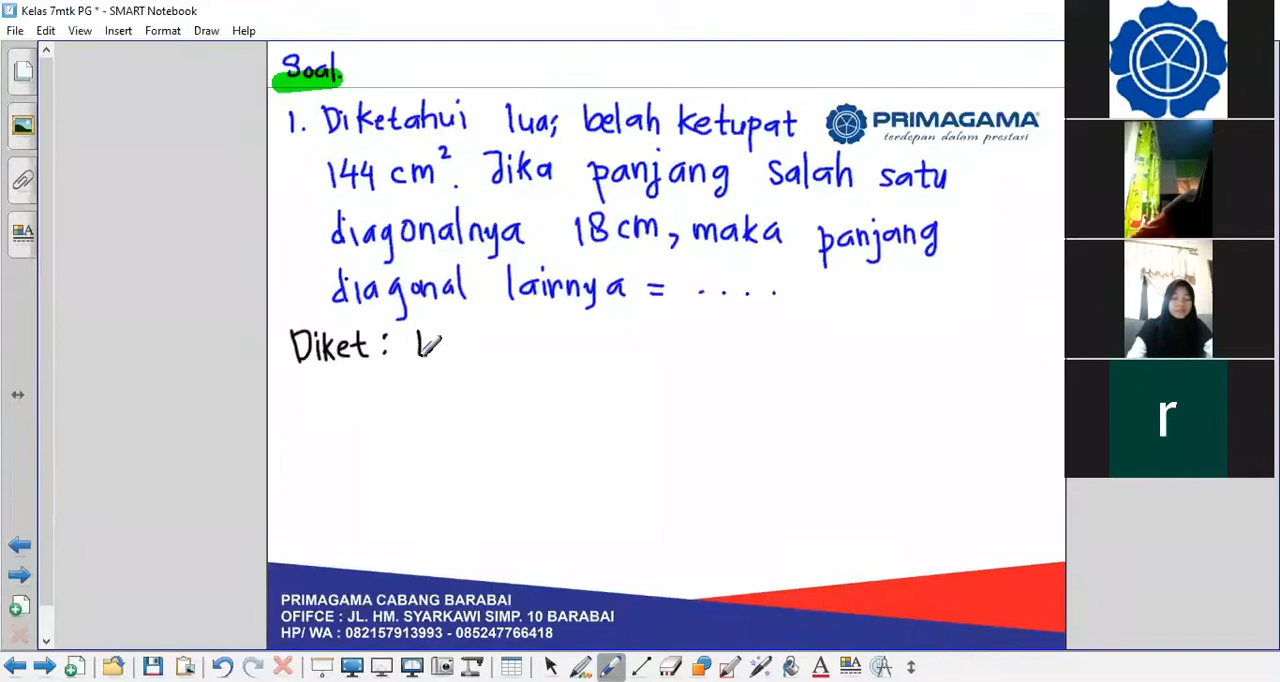 Kelas 7mtk PG * - SMART Notebook
File Edit View Insert Format Draw Help
Soal.
1. Diketahui luas belah ketupat
PRIMAGAMA
terdepan dalam prestasi
144 cm². Jika panjang salah satu
diagonalnya 18 cm, maka panjang
diagonal lainnya = ....
Diket : L
r
PRIMAGAMA CABANG BARABAI
OFIFCE : JL. HM. SYARKAWI SIMP. 10 BARABAI
HP/ WA : 082157913993 - 085247766418